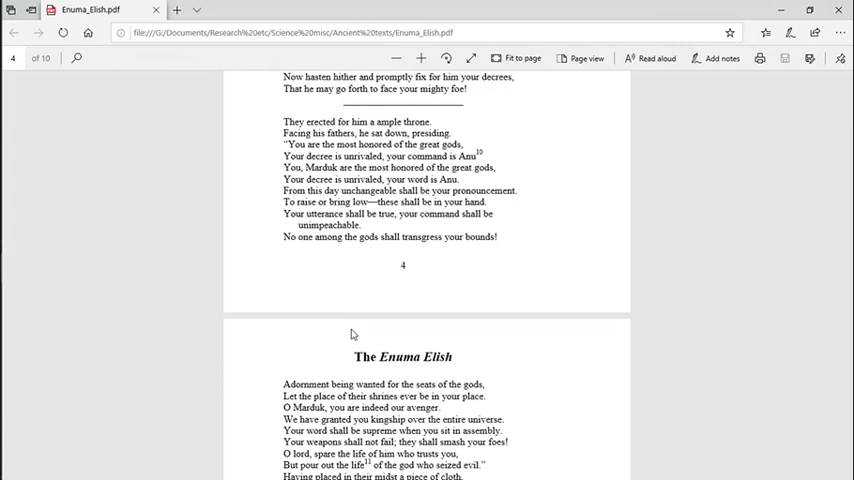 Enuma_Elish.pdf
file:///G:/Documents/Research%20etc/Science%20misc/Ancient%20texts/Enuma_Elish.pdf
4 of 10
Fit to page
Page view
Read aloud
Add notes
Now hasten hither and promptly fix for him your decrees,
That he may go forth to face your mighty foe!
They erected for him a ample throne.
Facing his fathers, he sat down, presiding.
“You are the most honored of the great gods,
Your decree is unrivaled, your command is Anu10
You, Marduk are the most honored of the great gods,
Your decree is unrivaled, your word is Anu.
From this day unchangeable shall be your pronouncement.
To raise or bring low—these shall be in your hand.
Your utterance shall be true, your command shall be
unimpeachable.
No one among the gods shall transgress your bounds!
4
The Enuma Elish
Adornment being wanted for the seats of the gods,
Let the place of their shrines ever be in your place.
O Marduk, you are indeed our avenger.
We have granted you kingship over the entire universe.
Your word shall be supreme when you sit in assembly.
Your weapons shall not fail; they shall smash your foes!
O lord, spare the life of him who trusts you,
But pour out the life11 of the god who seized evil.”
Having placed in their midst a piece of cloth,